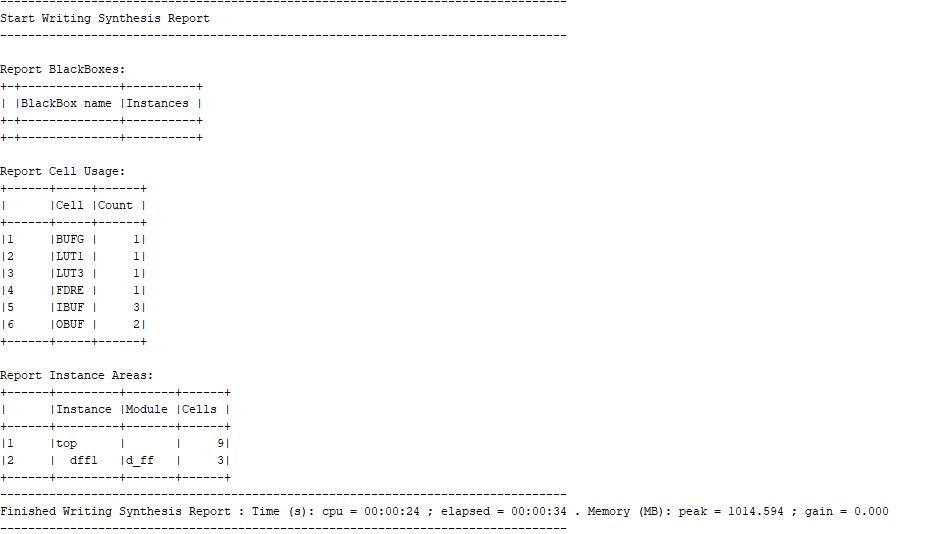 ---------------------------------------------------------------------------------
Start Writing Synthesis Report
---------------------------------------------------------------------------------

Report BlackBoxes:
+-+--------------+----------+
| |BlackBox name |Instances |
+-+--------------+----------+
+-+--------------+----------+

Report Cell Usage:
+------+-----+------+
|      |Cell |Count |
+------+-----+------+
|1     |BUFG |     1|
|2     |LUT1 |     1|
|3     |LUT3 |     1|
|4     |FDRE |     1|
|5     |IBUF |     3|
|6     |OBUF |     2|
+------+-----+------+

Report Instance Areas:
+------+---------+-------+------+
|      |Instance |Module |Cells |
+------+---------+-------+------+
|1     |top      |       |     9|
|2     |  dff1   |d_ff   |     3|
+------+---------+-------+------+
---------------------------------------------------------------------------------
Finished Writing Synthesis Report : Time (s): cpu = 00:00:24 ; elapsed = 00:00:34 . Memory (MB): peak = 1014.594 ; gain = 0.000
---------------------------------------------------------------------------------